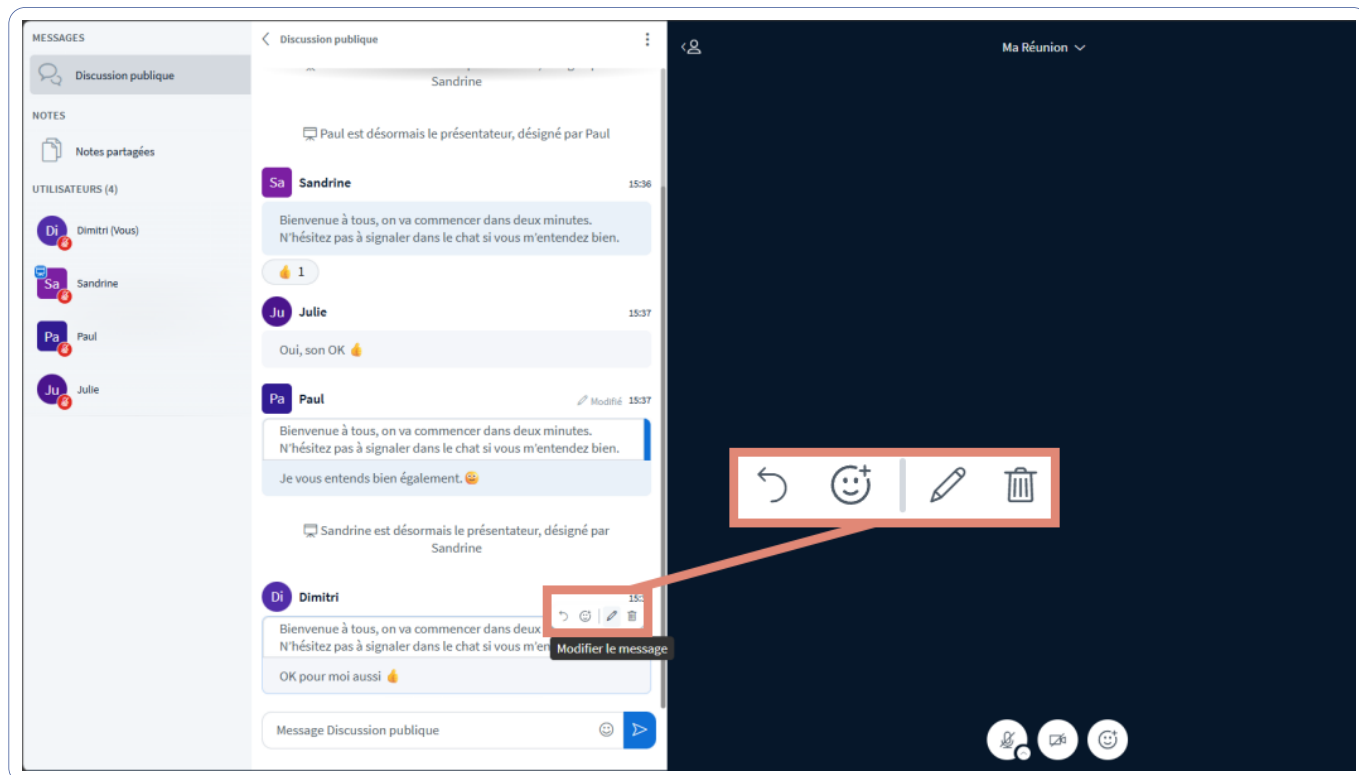 MESSAGES
Discussion publique
NOTES
Notes partagées
UTILISATEURS (4)
Di Dimitri (Vous)
Sa Sandrine
Pa Paul
Ju Julie
Discussion publique
Sandrine
Paul est désormais le présentateur, désigné par Paul
Sa Sandrine 15:36
Bienvenue à tous, on va commencer dans deux minutes.
N'hésitez pas à signaler dans le chat si vous m'entendez bien.
👍 1
Ju Julie 15:37
Oui, son OK 👍
Pa Paul Modifié 15:37
Bienvenue à tous, on va commencer dans deux minutes.
N'hésitez pas à signaler dans le chat si vous m'entendez bien.
Je vous entends bien également.
Sandrine est désormais le présentateur, désigné par
Sandrine
Di Dimitri
Bienvenue à tous, on va commencer dans deux
N'hésitez pas à signaler dans le chat si vous
Modifier le message
OK pour moi aussi 👍
Message Discussion publique
Ma Réunion